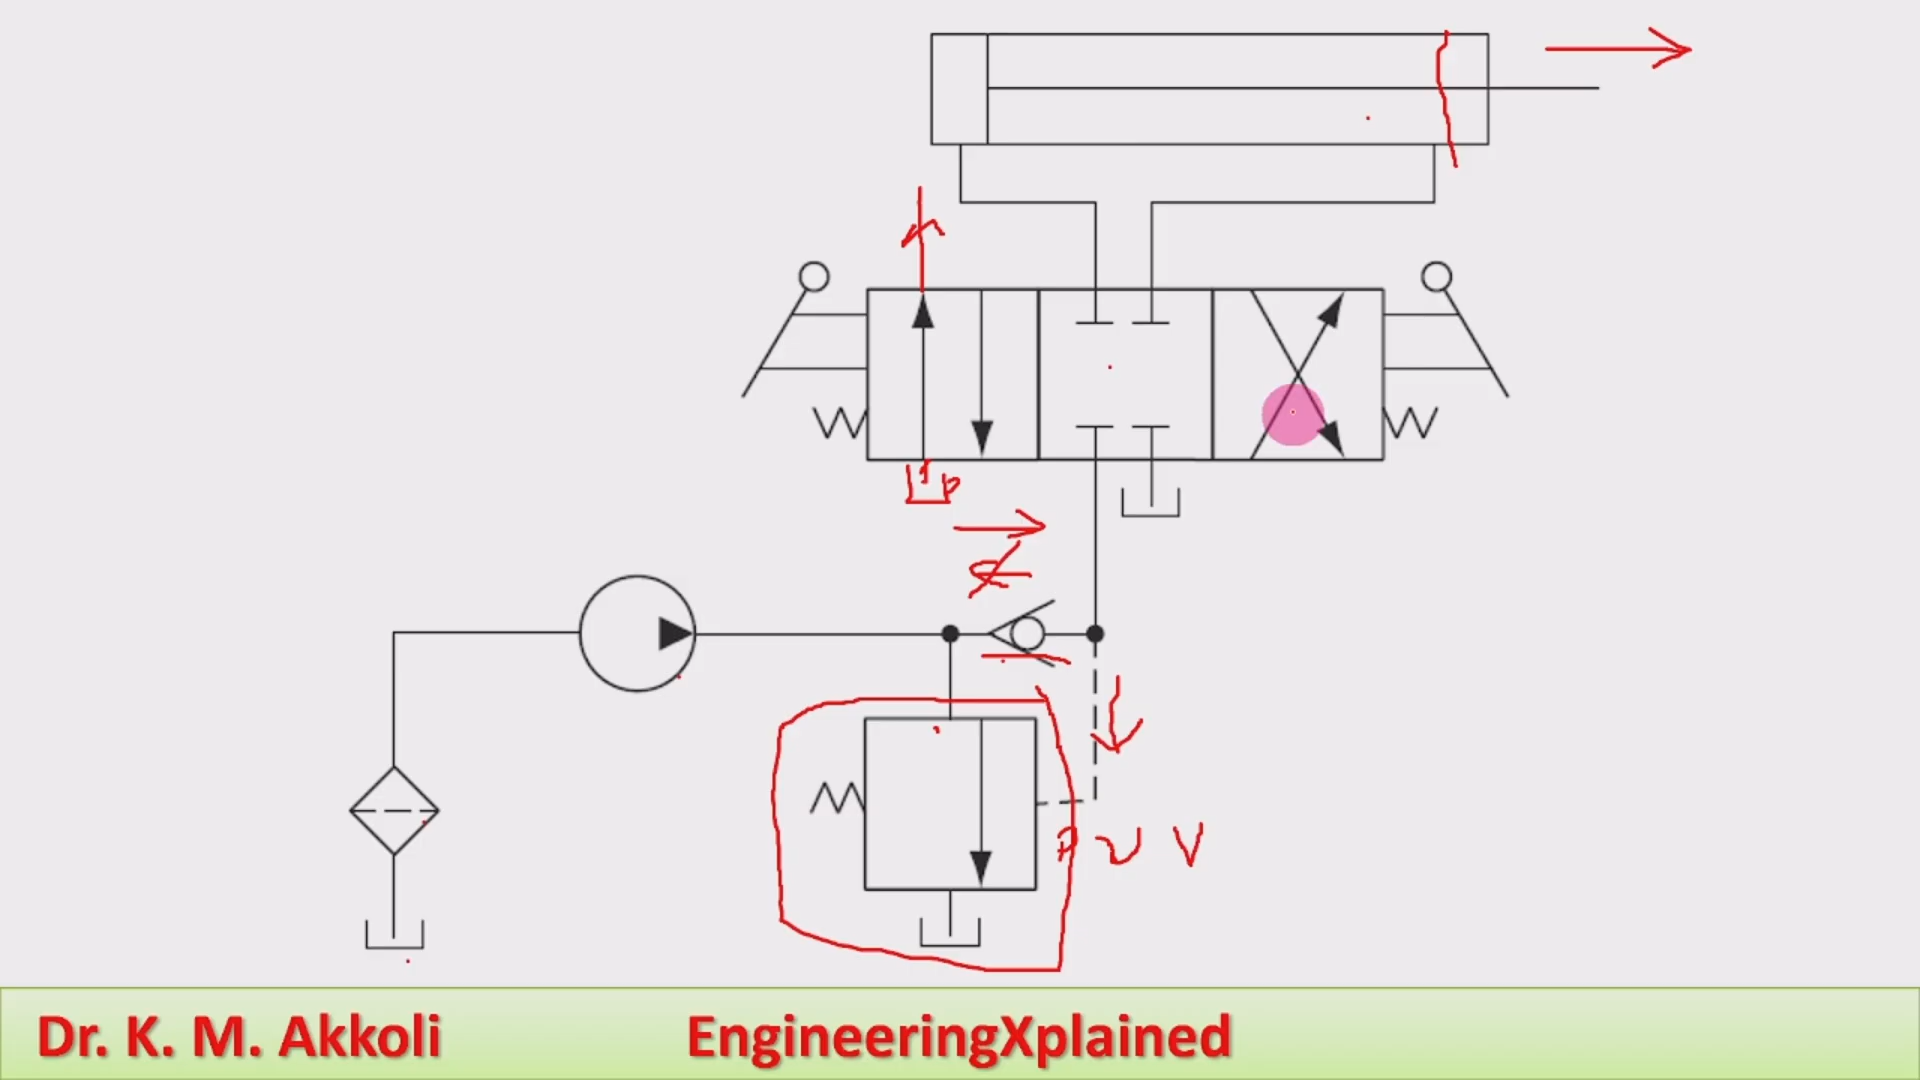 P
P U V
Dr. K. M. Akkoli
EngineeringXplained